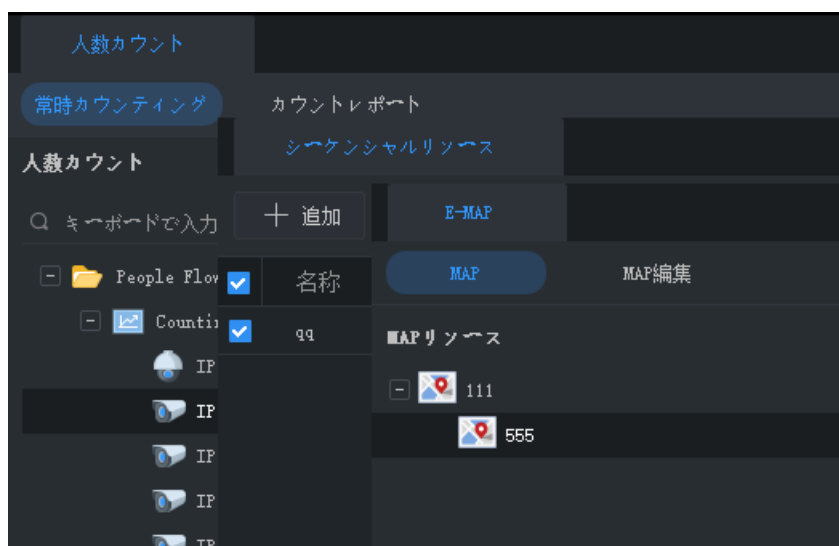 人数カウント
常時カウンティング カウントレポート
シーケンシャルリソース
人数カウント
キーボードで入力
追加
E-MAP
名称
MAP MAP編集
People Flow
qq
MAPリソース
IP
111
IP
555
IP
IP
IP